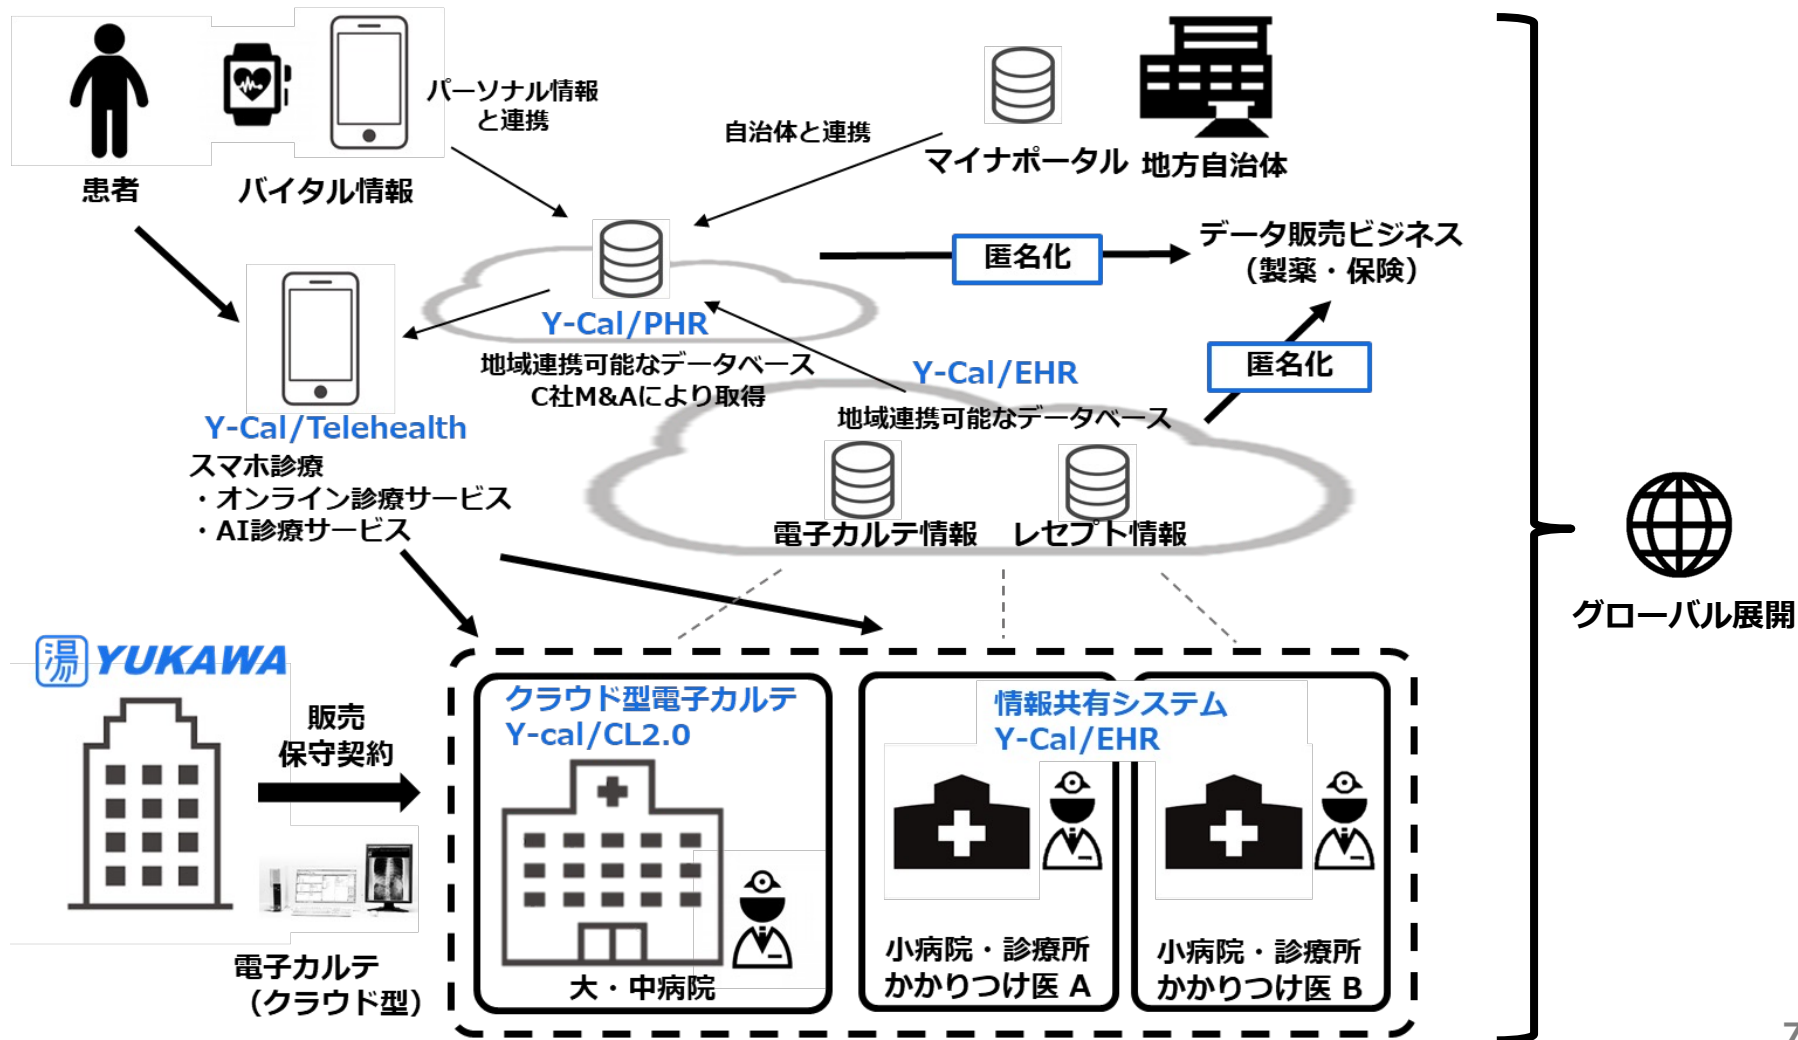 パーソナル情報
と連携
自治体と連携
患者
バイタル情報
マイナポータル
地方自治体
データ販売ビジネス
（製薬・保険）
匿名化
匿名化
Y-Cal/PHR
地域連携可能なデータベース
C社M&Aにより取得
Y-Cal/EHR
地域連携可能なデータベース
電子カルテ情報
レセプト情報
Y-Cal/Telehealth
スマホ診療
・オンライン診療サービス
・AI診療サービス
グローバル展開
湯 YUKAWA
販売
保守契約
電子カルテ
（クラウド型）
クラウド型電子カルテ
Y-cal/CL2.0
大・中病院
情報共有システム
Y-Cal/EHR
小病院・診療所
かかりつけ医 A
小病院・診療所
かかりつけ医 B
7